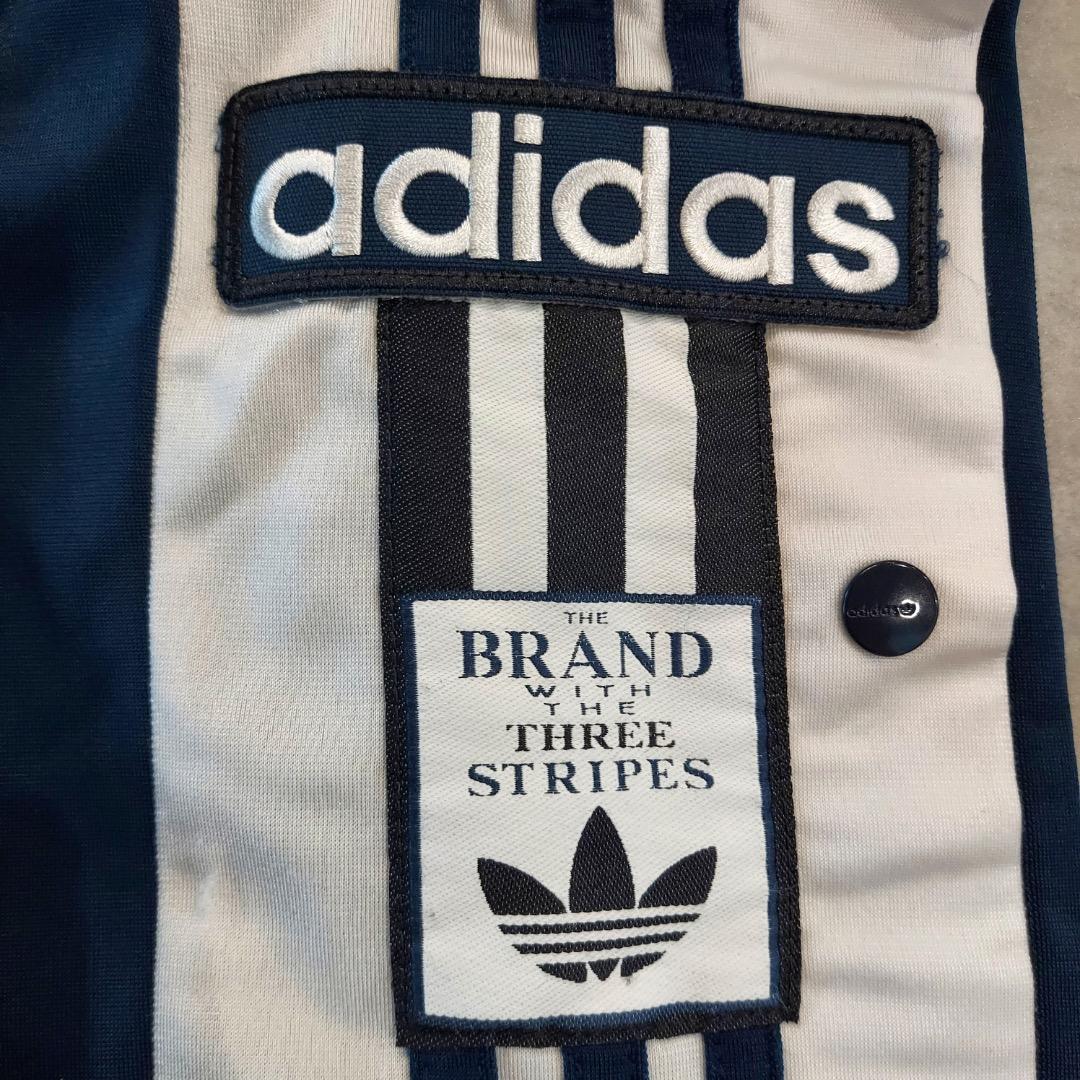 adidas
THE
BRAND
WITH
THE
THREE
STRIPES
adidas